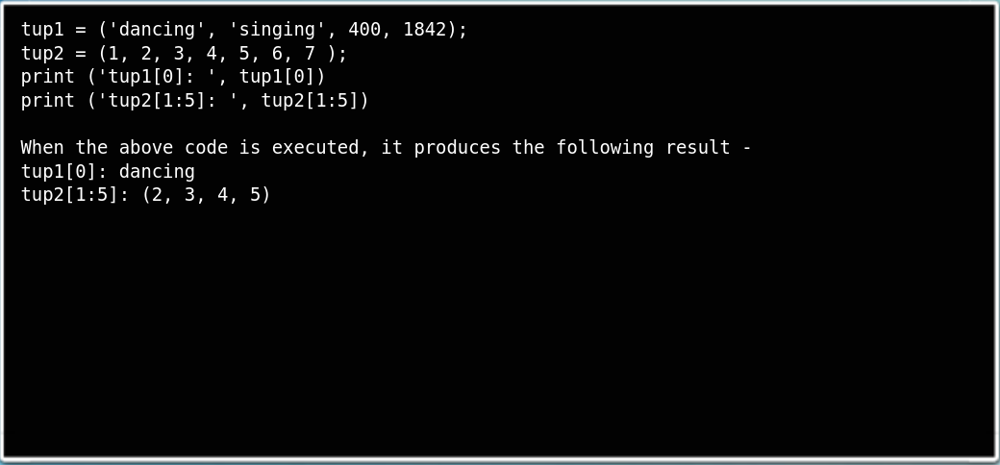 tup1 = ('dancing', 'singing', 400, 1842);
tup2 = (1, 2, 3, 4, 5, 6, 7 );
print ('tup1[0]: ', tup1[0])
print ('tup2[1:5]: ', tup2[1:5])
When the above code is executed, it produces the following result -
tup1[0]: dancing
tup2[1:5]: (2, 3, 4, 5)